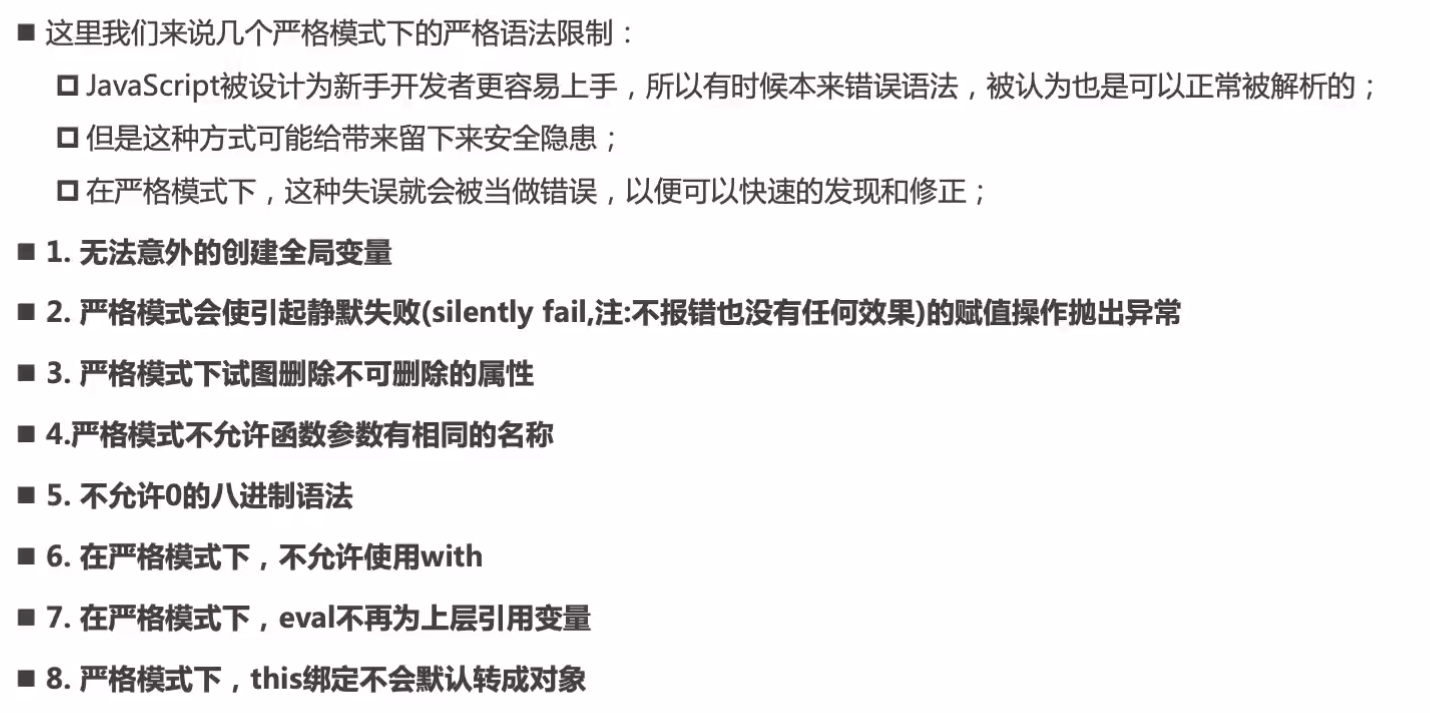 ■ 这里我们来说几个严格模式下的严格语法限制：
□ JavaScript被设计为新手开发者更容易上手，所以有时候本来错误语法，被认为也是可以正常被解析的；
□ 但是这种方式可能给带来留下来安全隐患；
□ 在严格模式下，这种失误就会被当做错误，以便可以快速的发现和修正；
■ 1. 无法意外的创建全局变量
■ 2. 严格模式会使引起静默失败(silently fail,注:不报错也没有任何效果)的赋值操作抛出异常
■ 3. 严格模式下试图删除不可删除的属性
■ 4.严格模式不允许函数参数有相同的名称
■ 5. 不允许0的八进制语法
■ 6. 在严格模式下，不允许使用with
■ 7. 在严格模式下，eval不再为上层引用变量
■ 8. 严格模式下，this绑定不会默认转成对象